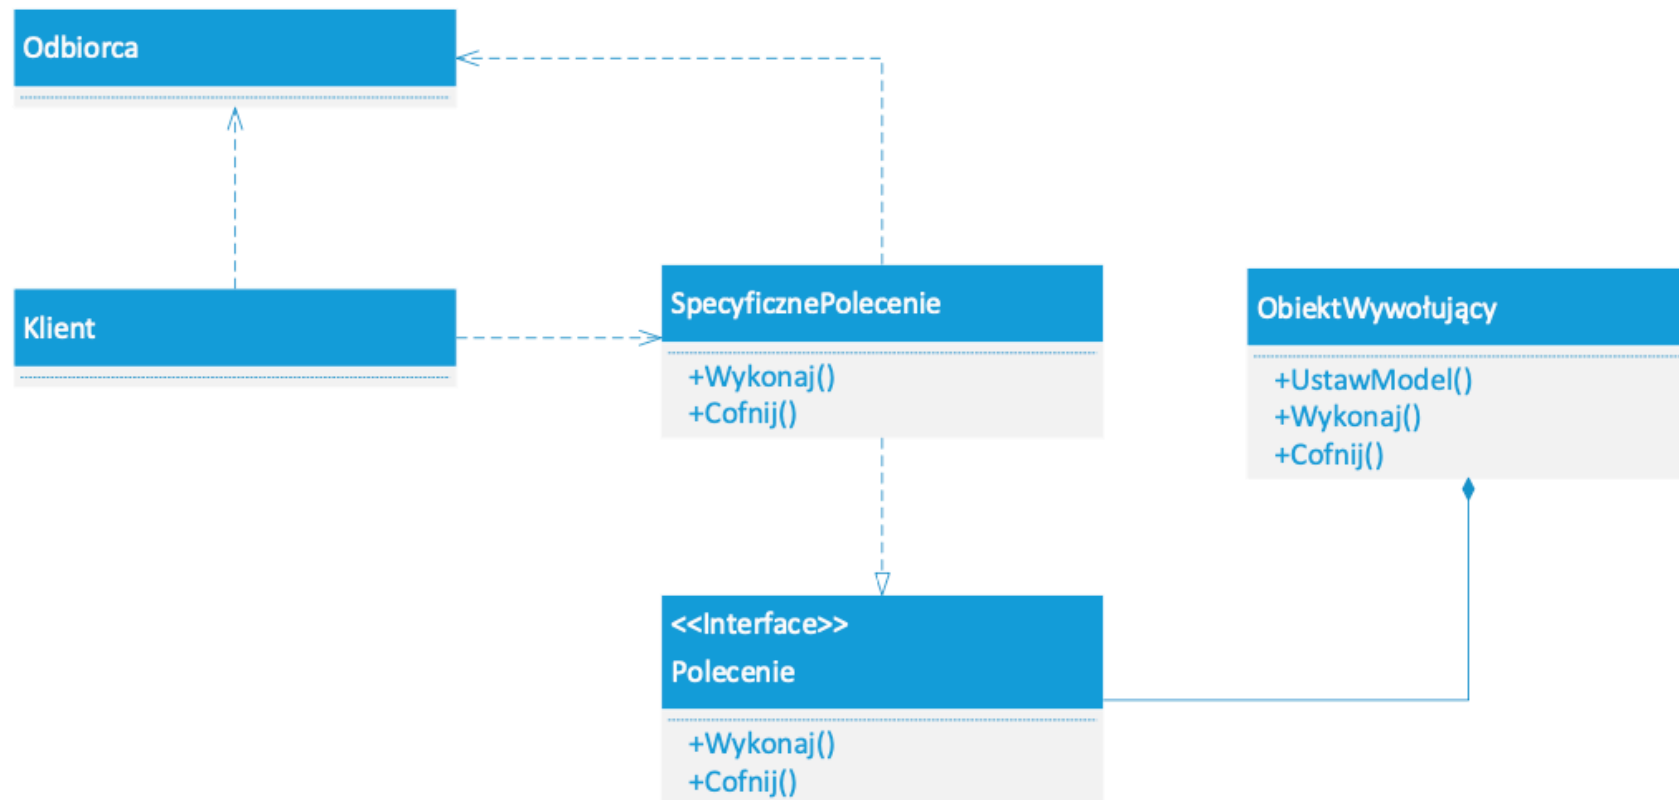 Odbiorca
Klient
SpecyficznePolecenie
+Wykonaj()
+Cofnij()
ObiektWywołujący
+UstawModel()
+Wykonaj()
+Cofnij()
<<Interface>>
Polecenie
+Wykonaj()
+Cofnij()